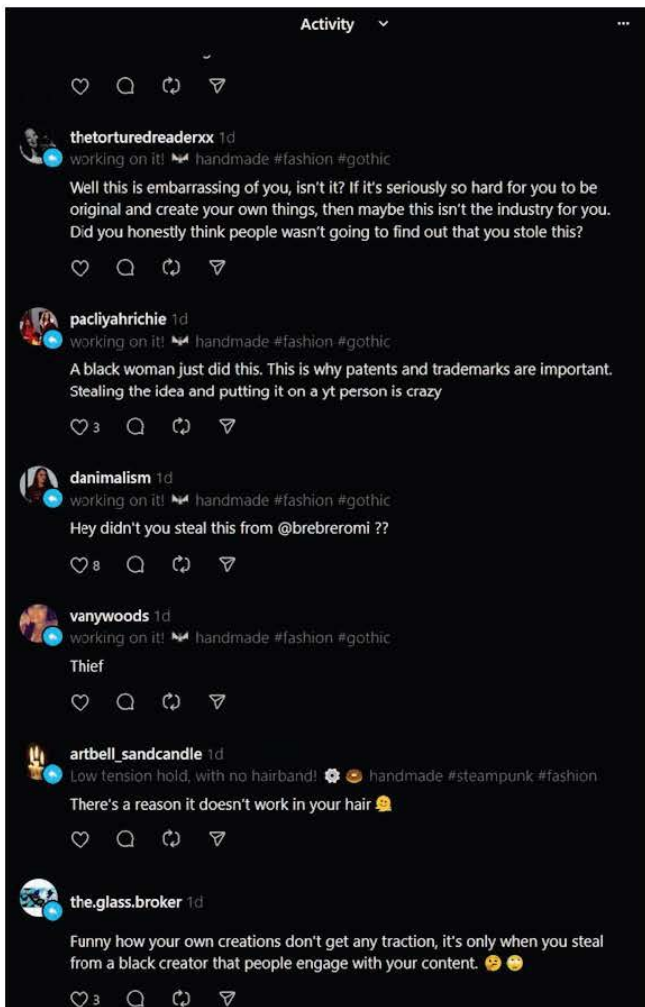 Activity
thetorturedreaderxx 1d
working on it! 🦇 handmade #fashion #gothic
Well this is embarrassing of you, isn't it? If it's seriously so hard for you to be
original and create your own things, then maybe this isn't the industry for you.
Did you honestly think people wasn't going to find out that you stole this?
pacliyahrichie 1d
working on it! 🦇 handmade #fashion #gothic
A black woman just did this. This is why patents and trademarks are important.
Stealing the idea and putting it on a yt person is crazy
3
danimalism 1d
working on it! 🦇 handmade #fashion #gothic
Hey didn't you steal this from @brebreromi ??
8
vanywoods 1d
working on it! 🦇 handmade #fashion #gothic
Thief
artbell_sandcandle 1d
Low tension hold, with no hairband! ⚙️ 🍩 handmade #steampunk #fashion
There's a reason it doesn't work in your hair 🫠
the.glass.broker 1d
Funny how your own creations don't get any traction, it's only when you steal
from a black creator that people engage with your content. 🤔 🙄
3